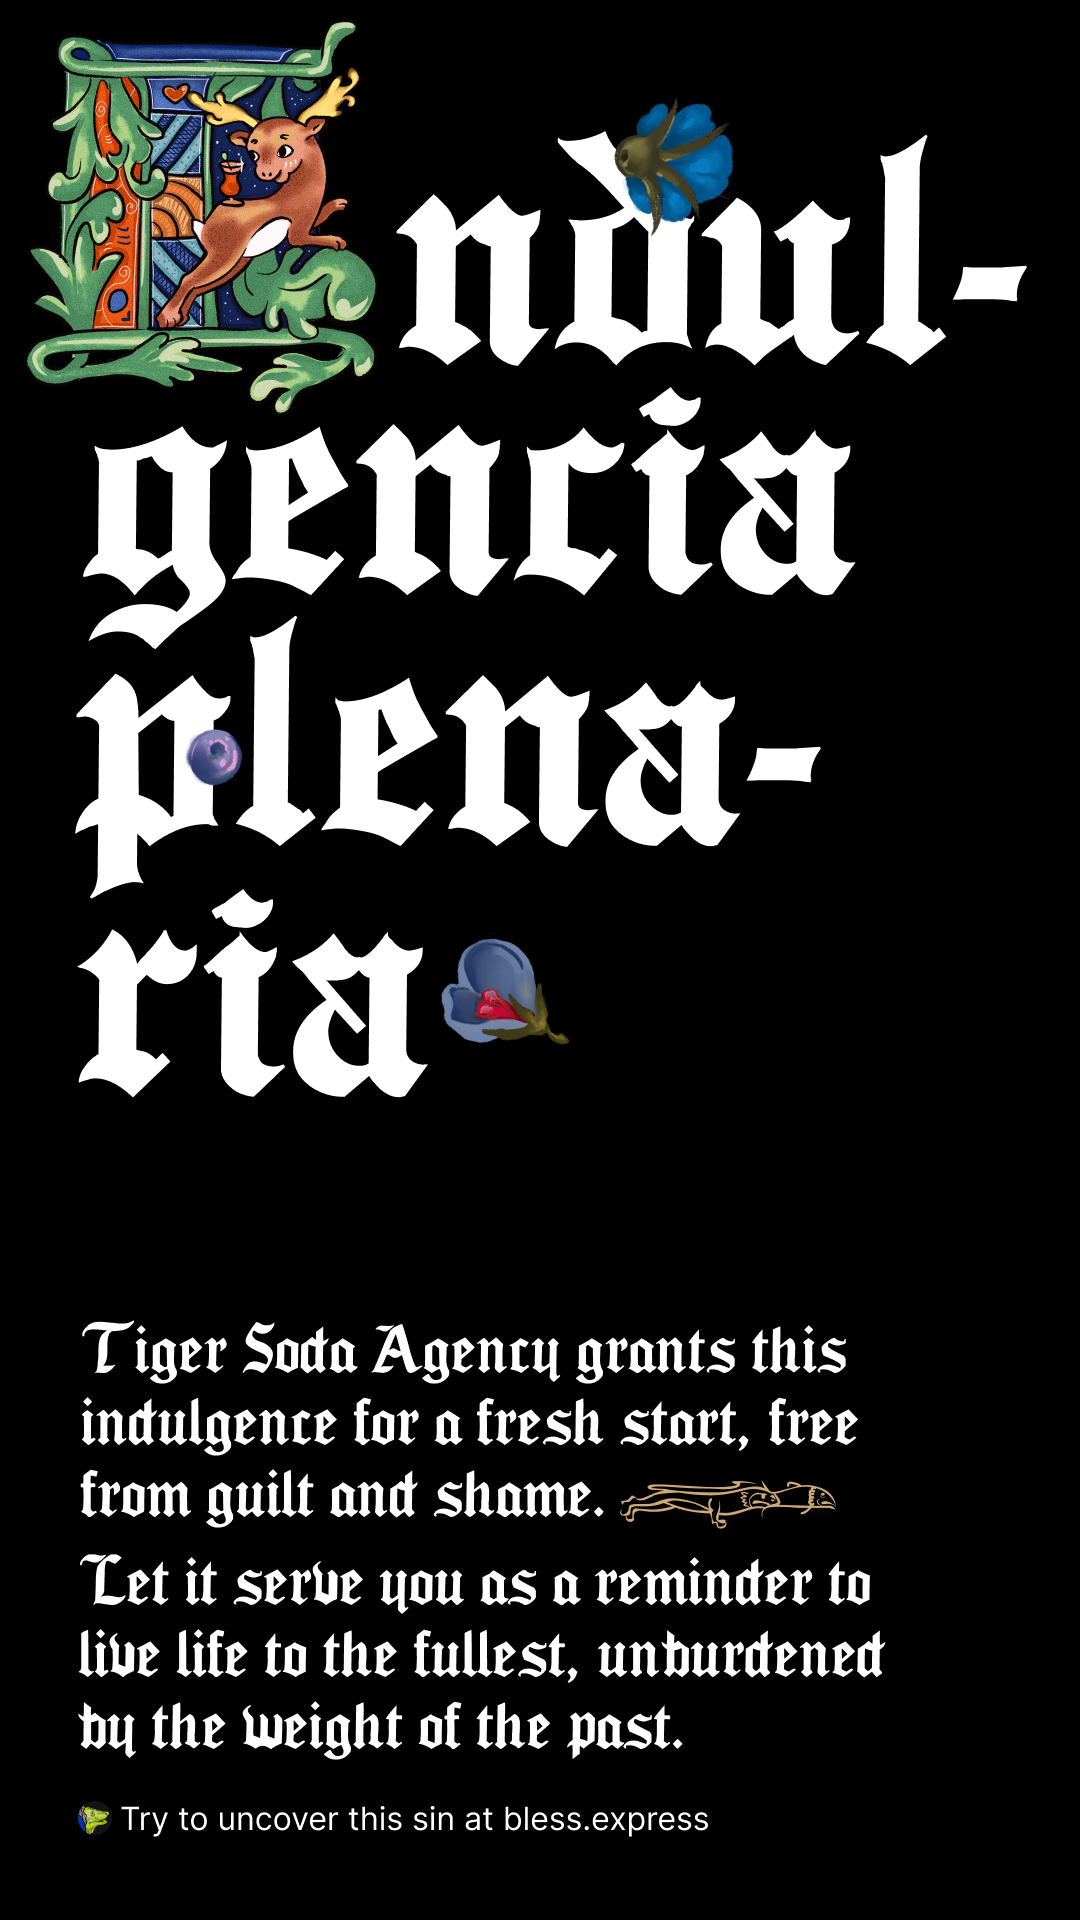 Indul-
gencia
plena-
ria
Tiger Soda Agency grants this
indulgence for a fresh start, free
from guilt and shame.
Let it serve you as a reminder to
live life to the fullest, unburdened
by the weight of the past.
Try to uncover this sin at bless.express